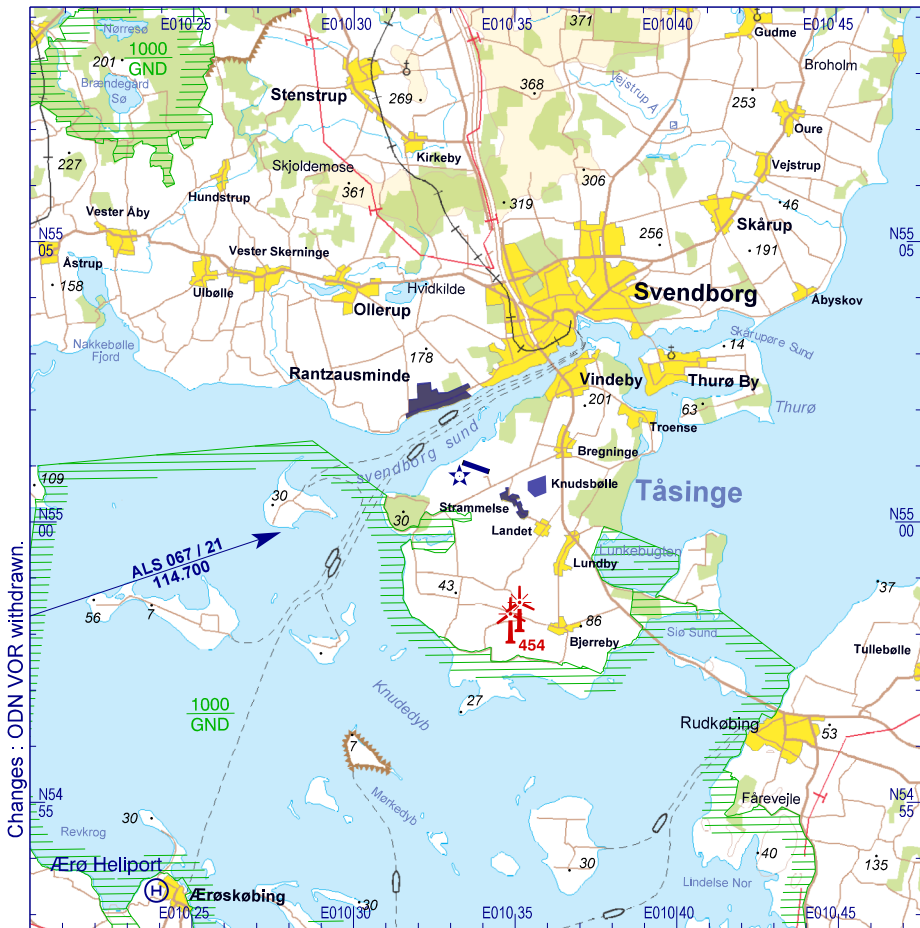 E010 25
E010 30
E010 35
E010 40
E010 45
Nørresø
1000
GND
201
Brændegård
Sø
371
Gudme
Broholm
Stenstrup
269
368
Vejstrup Å
253
Oure
Kirkeby
227
Skjoldemose
361
306
Vejstrup
Hundstrup
Vester Åby
319
46
Skårup
N55
05
Vester Skerninge
256
191
N55
05
Åstrup
158
Ulbølle
Hvidkilde
Ollerup
Svendborg
Åbyskov
Nakkebølle
Fjord
178
Skårupøre Sund
14
Rantzausminde
Vindeby
Thurø By
201
63
Thurø
Troense
svendborg sund
Bregninge
109
30
Knudsbølle
Tåsinge
Strammelse
30
Landet
N55
00
N55
00
ALS 067 / 21
114.700
Lunkebugten
Lundby
43
37
56
7
86
454
Bjerreby
Siø Sund
Tullebølle
Knudedyb
1000
GND
27
Rudkøbing
53
7
Mørkedyb
Fårevejle
N54
55
N54
55
Revkrog
30
Ærø Heliport
H
Ærøskøbing
30
30
40
135
Lindelse Nor
E010 25
E010 30
E010 35
E010 40
E010 45
Changes : ODN VOR withdrawn.